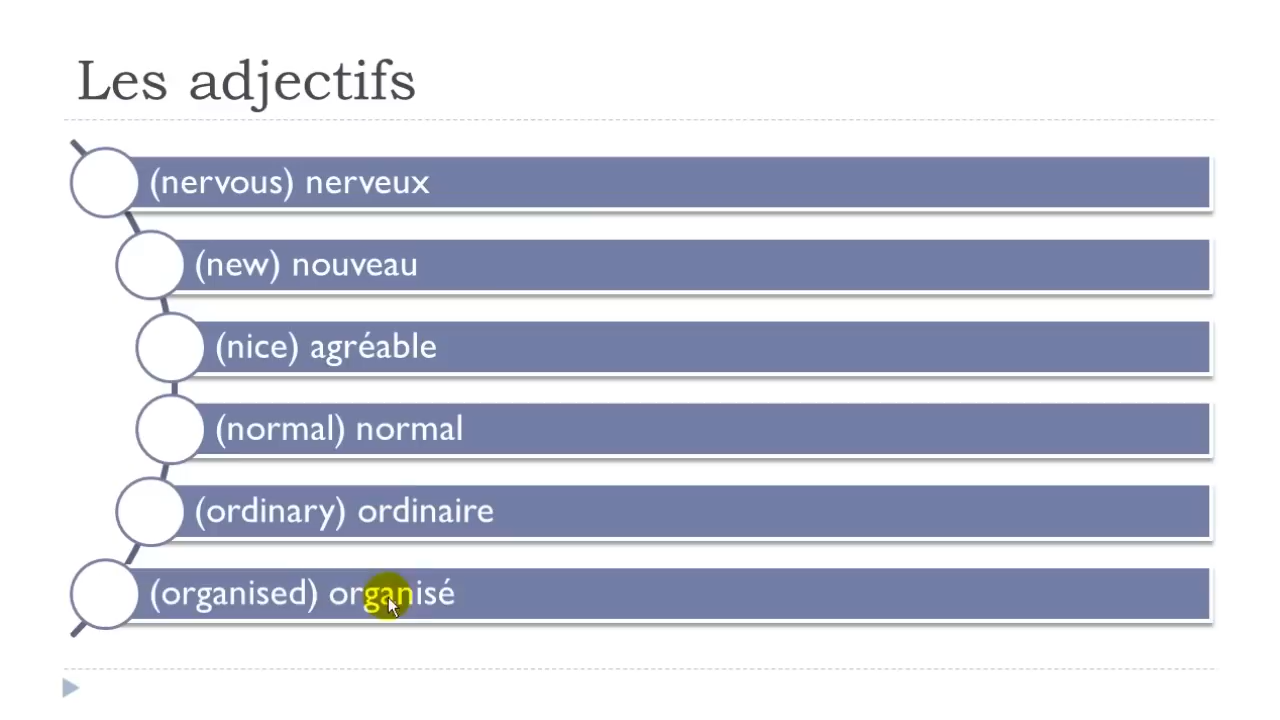 Les adjectifs
(nervous) nerveux
(new) nouveau
(nice) agréable
(normal) normal
(ordinary) ordinaire
(organised) organisé